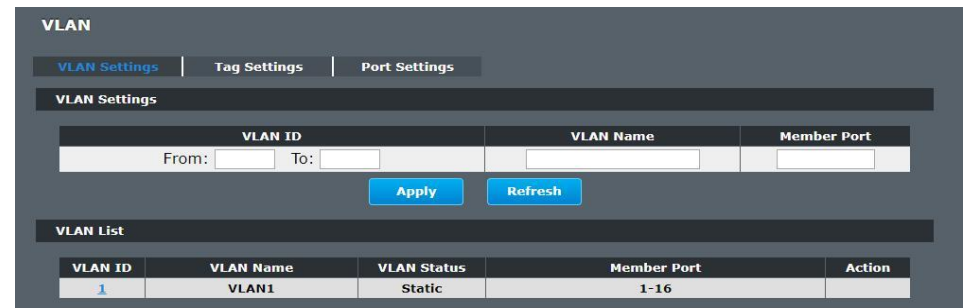 VLAN
VLAN Settings Tag Settings Port Settings
VLAN Settings
VLAN ID VLAN Name Member Port
From: To:
Apply Refresh
VLAN List
VLAN ID VLAN Name VLAN Status Member Port Action
1 VLAN1 Static 1-16